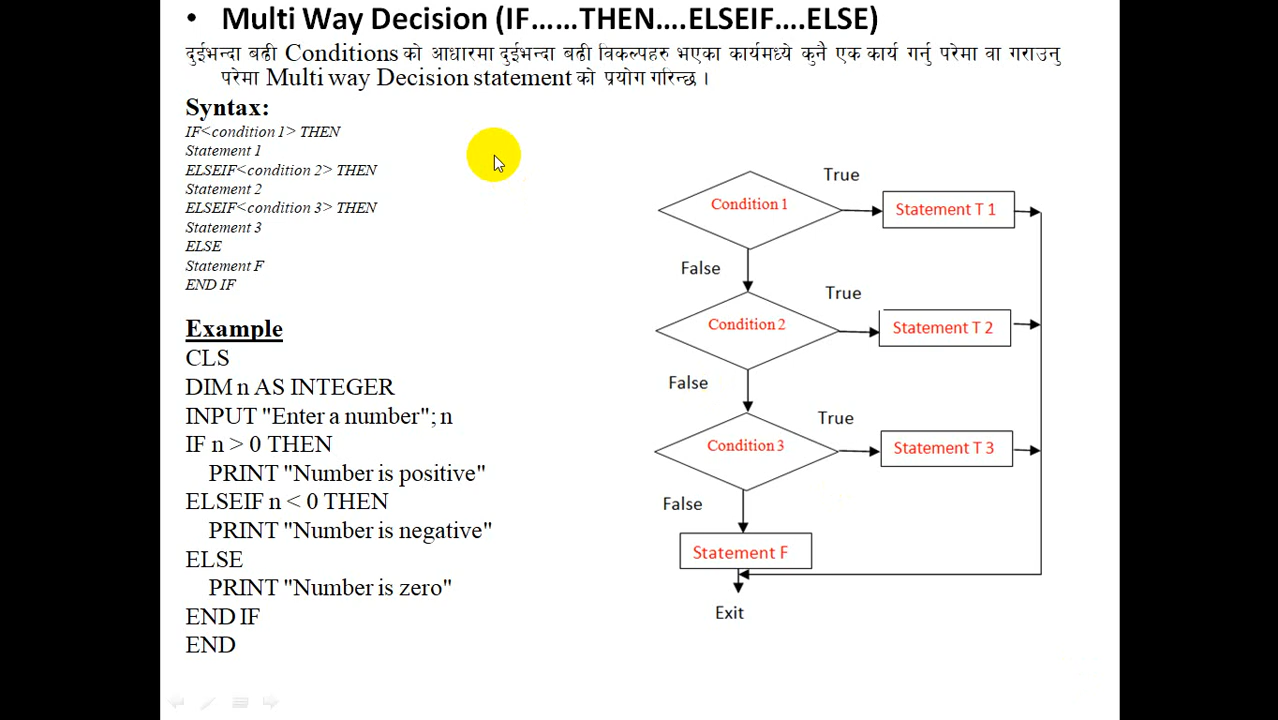 • Multi Way Decision (IF……THEN….ELSEIF….ELSE)
दुईभन्दा बढी Conditions को आधारमा दुईभन्दा बढी विकल्पहरु भएका कार्यमध्ये कुनै एक कार्य गर्नु परेमा वा गराउनु
परेमा Multi way Decision statement को प्रयोग गरिन्छ ।
Syntax:
IF<condition 1> THEN
Statement 1
ELSEIF<condition 2> THEN
Statement 2
ELSEIF<condition 3> THEN
Statement 3
ELSE
Statement F
END IF
Example
CLS
DIM n AS INTEGER
INPUT "Enter a number"; n
IF n > 0 THEN
PRINT "Number is positive"
ELSEIF n < 0 THEN
PRINT "Number is negative"
ELSE
PRINT "Number is zero"
END IF
END
True
Condition 1
Statement T 1
False
True
Condition 2
Statement T 2
False
True
Condition 3
Statement T 3
False
Statement F
Exit